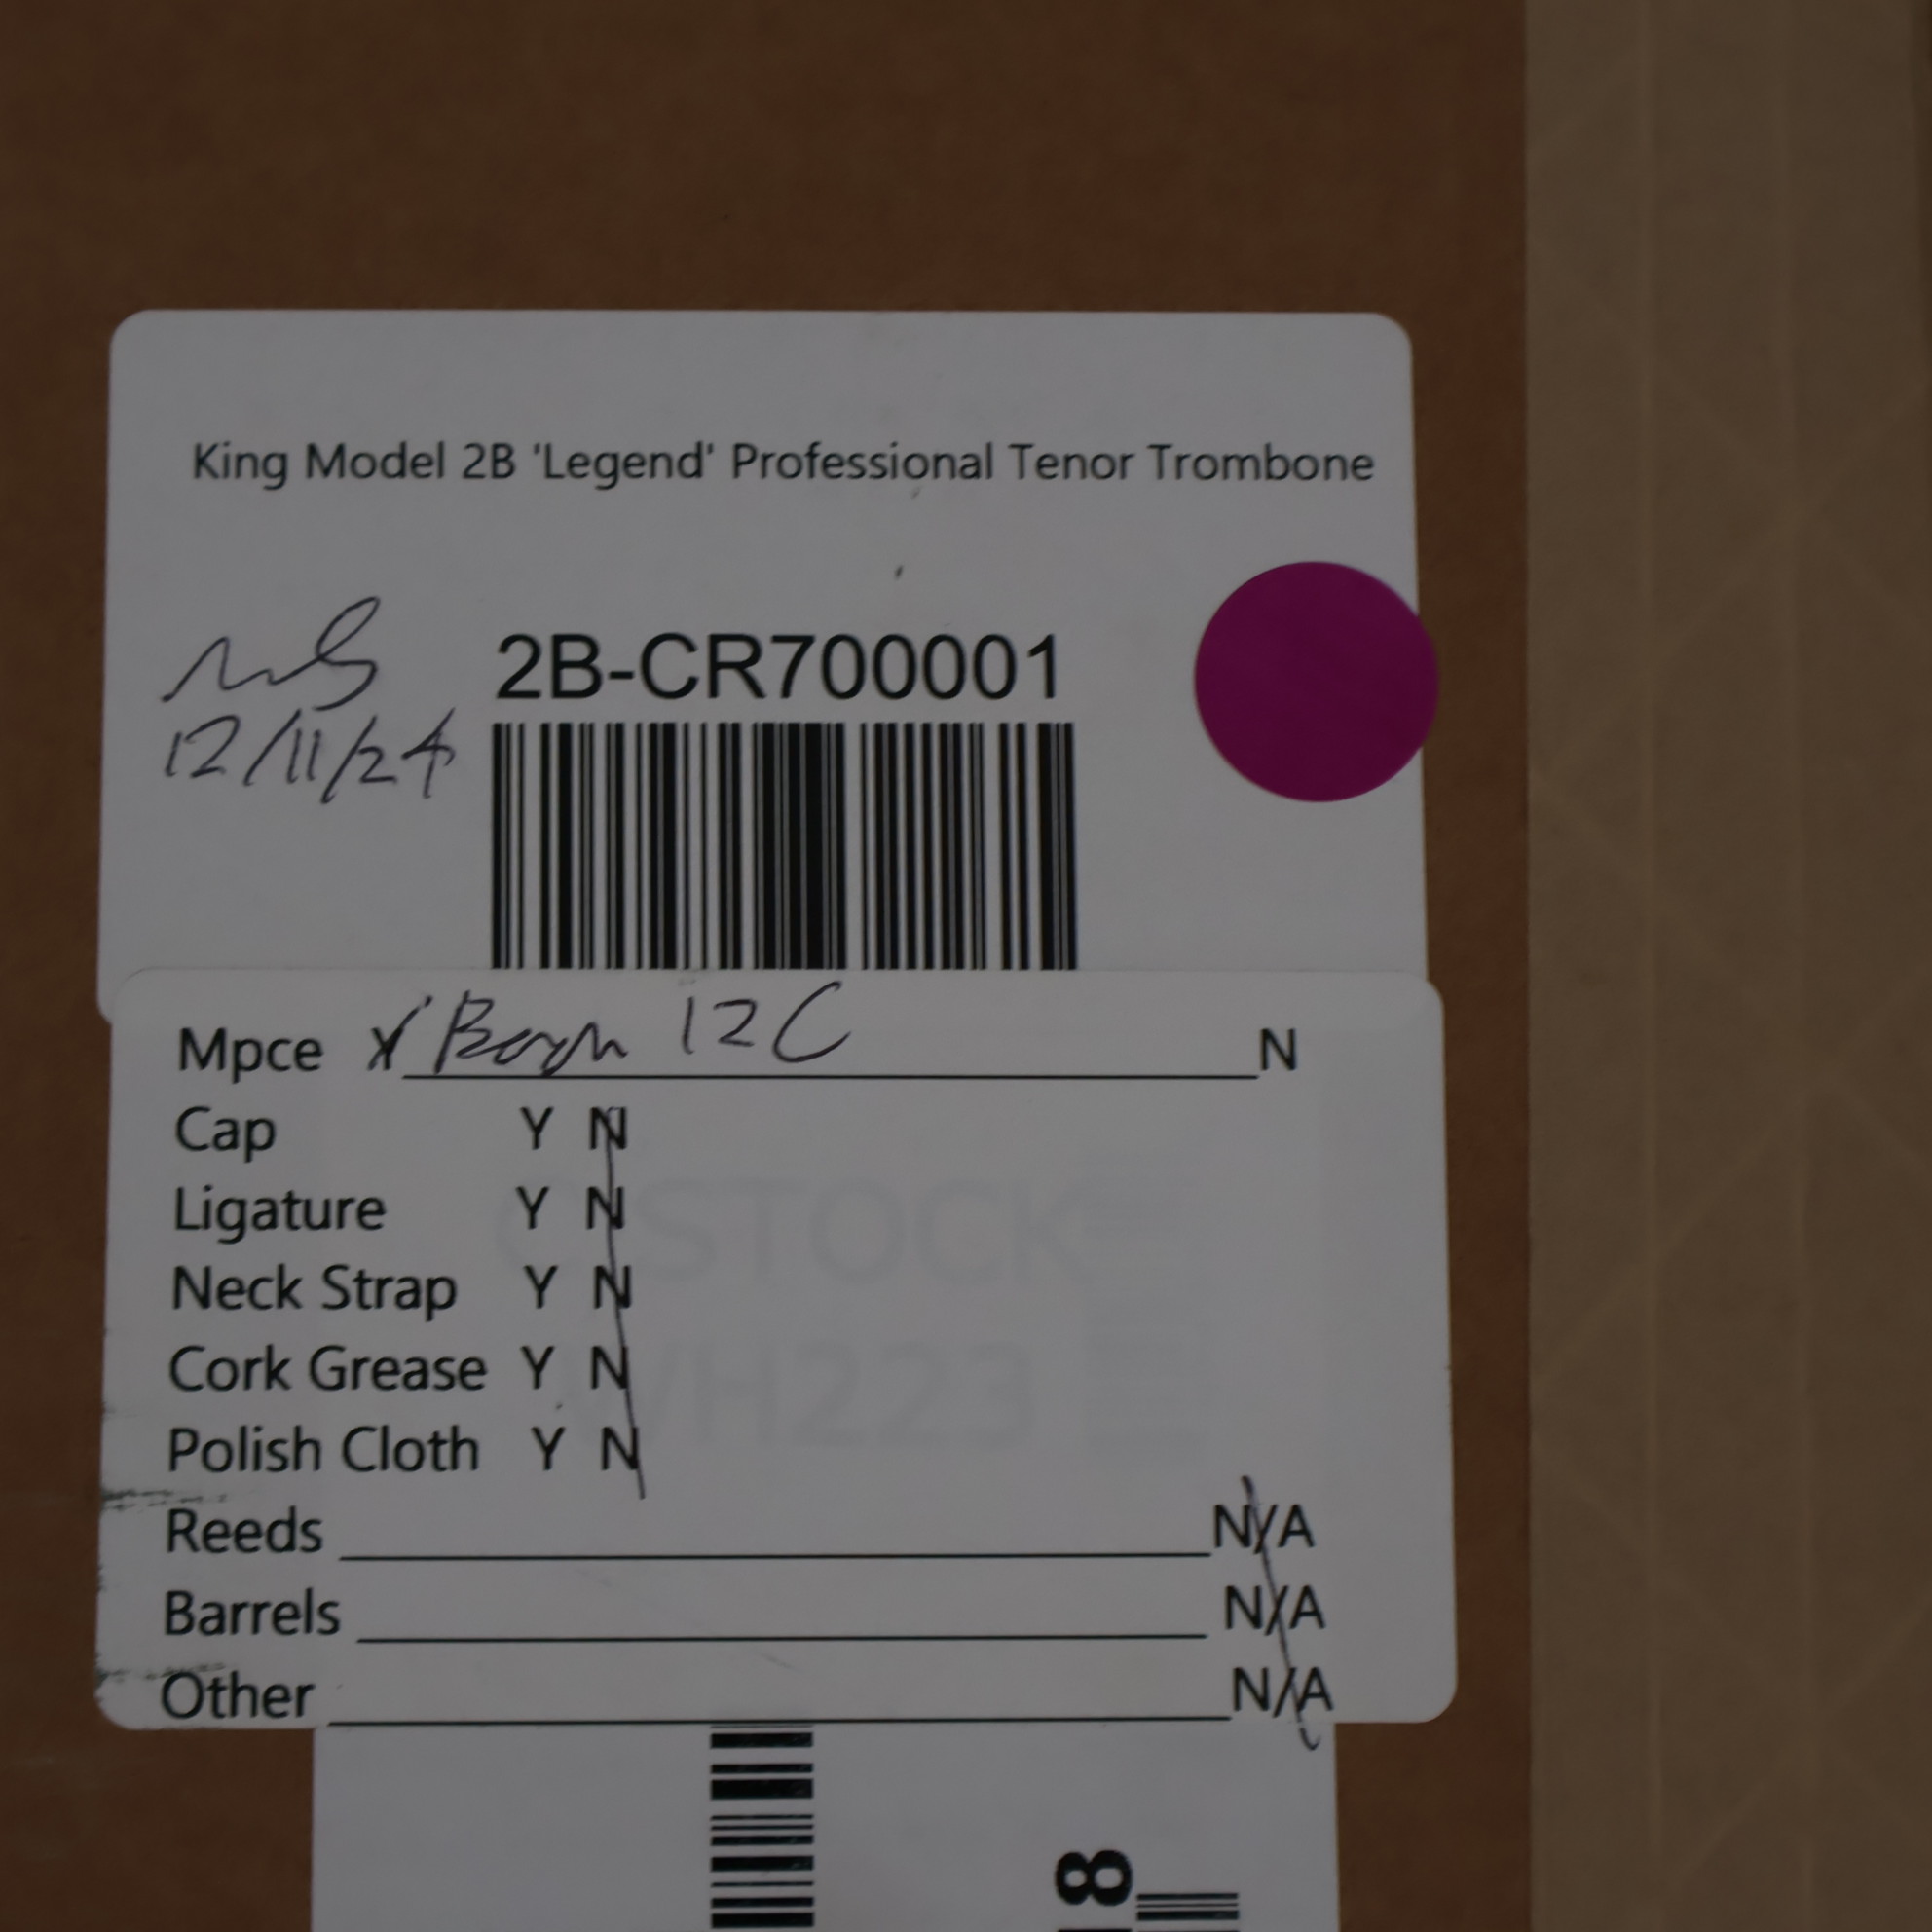 King Model 2B 'Legend' Professional Tenor Trombone
2B-CR700001
12/11/24
Mpce Y 12C N
Cap Y N
Ligature Y N
Neck Strap Y N
Cork Grease Y N
Polish Cloth Y N
Reeds N/A
Barrels N/A
Other N/A
8